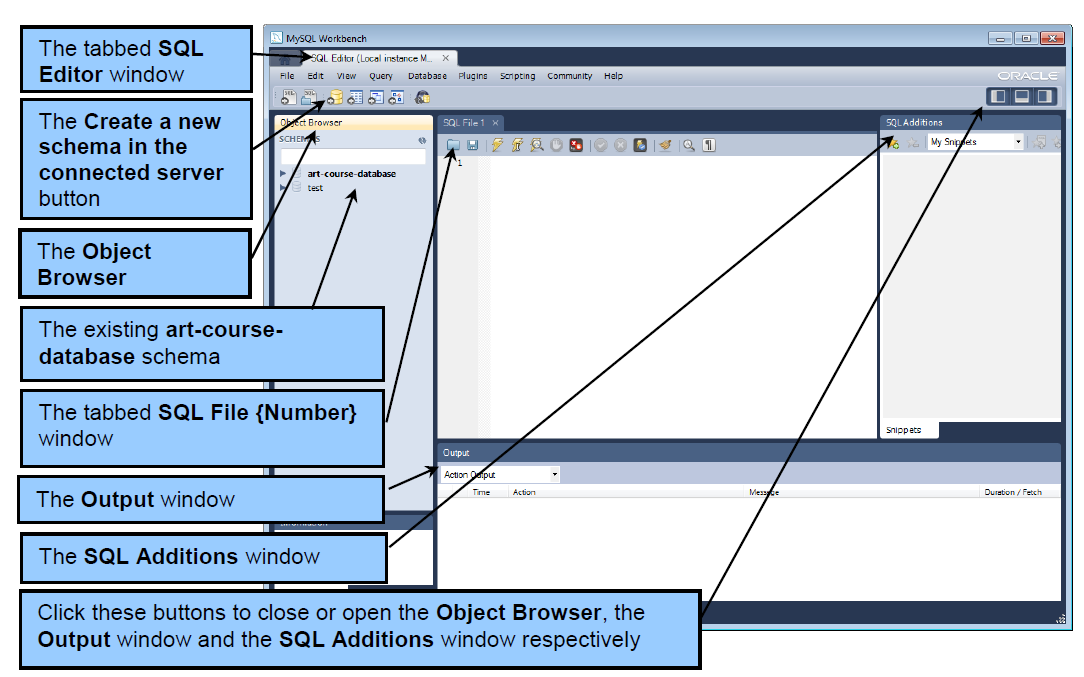 The tabbed SQL
Editor window
The Create a new
schema in the
connected server
button
The Object
Browser
The existing art-course-
database schema
The tabbed SQL File {Number}
window
The Output window
The SQL Additions window
Click these buttons to close or open the Object Browser, the
Output window and the SQL Additions window respectively
MySQL Workbench
SQL Editor (Local instance M...
File Edit View Query Database Plugins Scripting Community Help
ORACLE
Object Browser
SCHEMAS
art-course-database
test
SQL File 1
1
SQL Additions
My Snippets
Snippets
Output
Action Output
Time Action Message Duration / Fetch